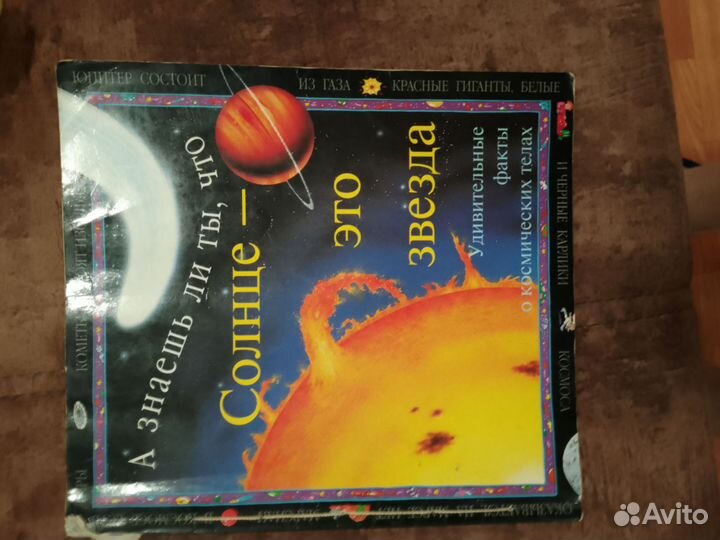 А ЗНАЕШЬ ЛИ ТЫ, ЧТО
Солнце –
это
звезда
Удивительные
факты
о космических телах
ЮПИТЕР СОСТОИТ ИЗ ГАЗА КРАСНЫЕ ГИГАНТЫ, БЕЛЫЕ
И ЧЕРНЫЕ КАРЛИКИ КОСМОСА
КОМЕТЫ
Avito